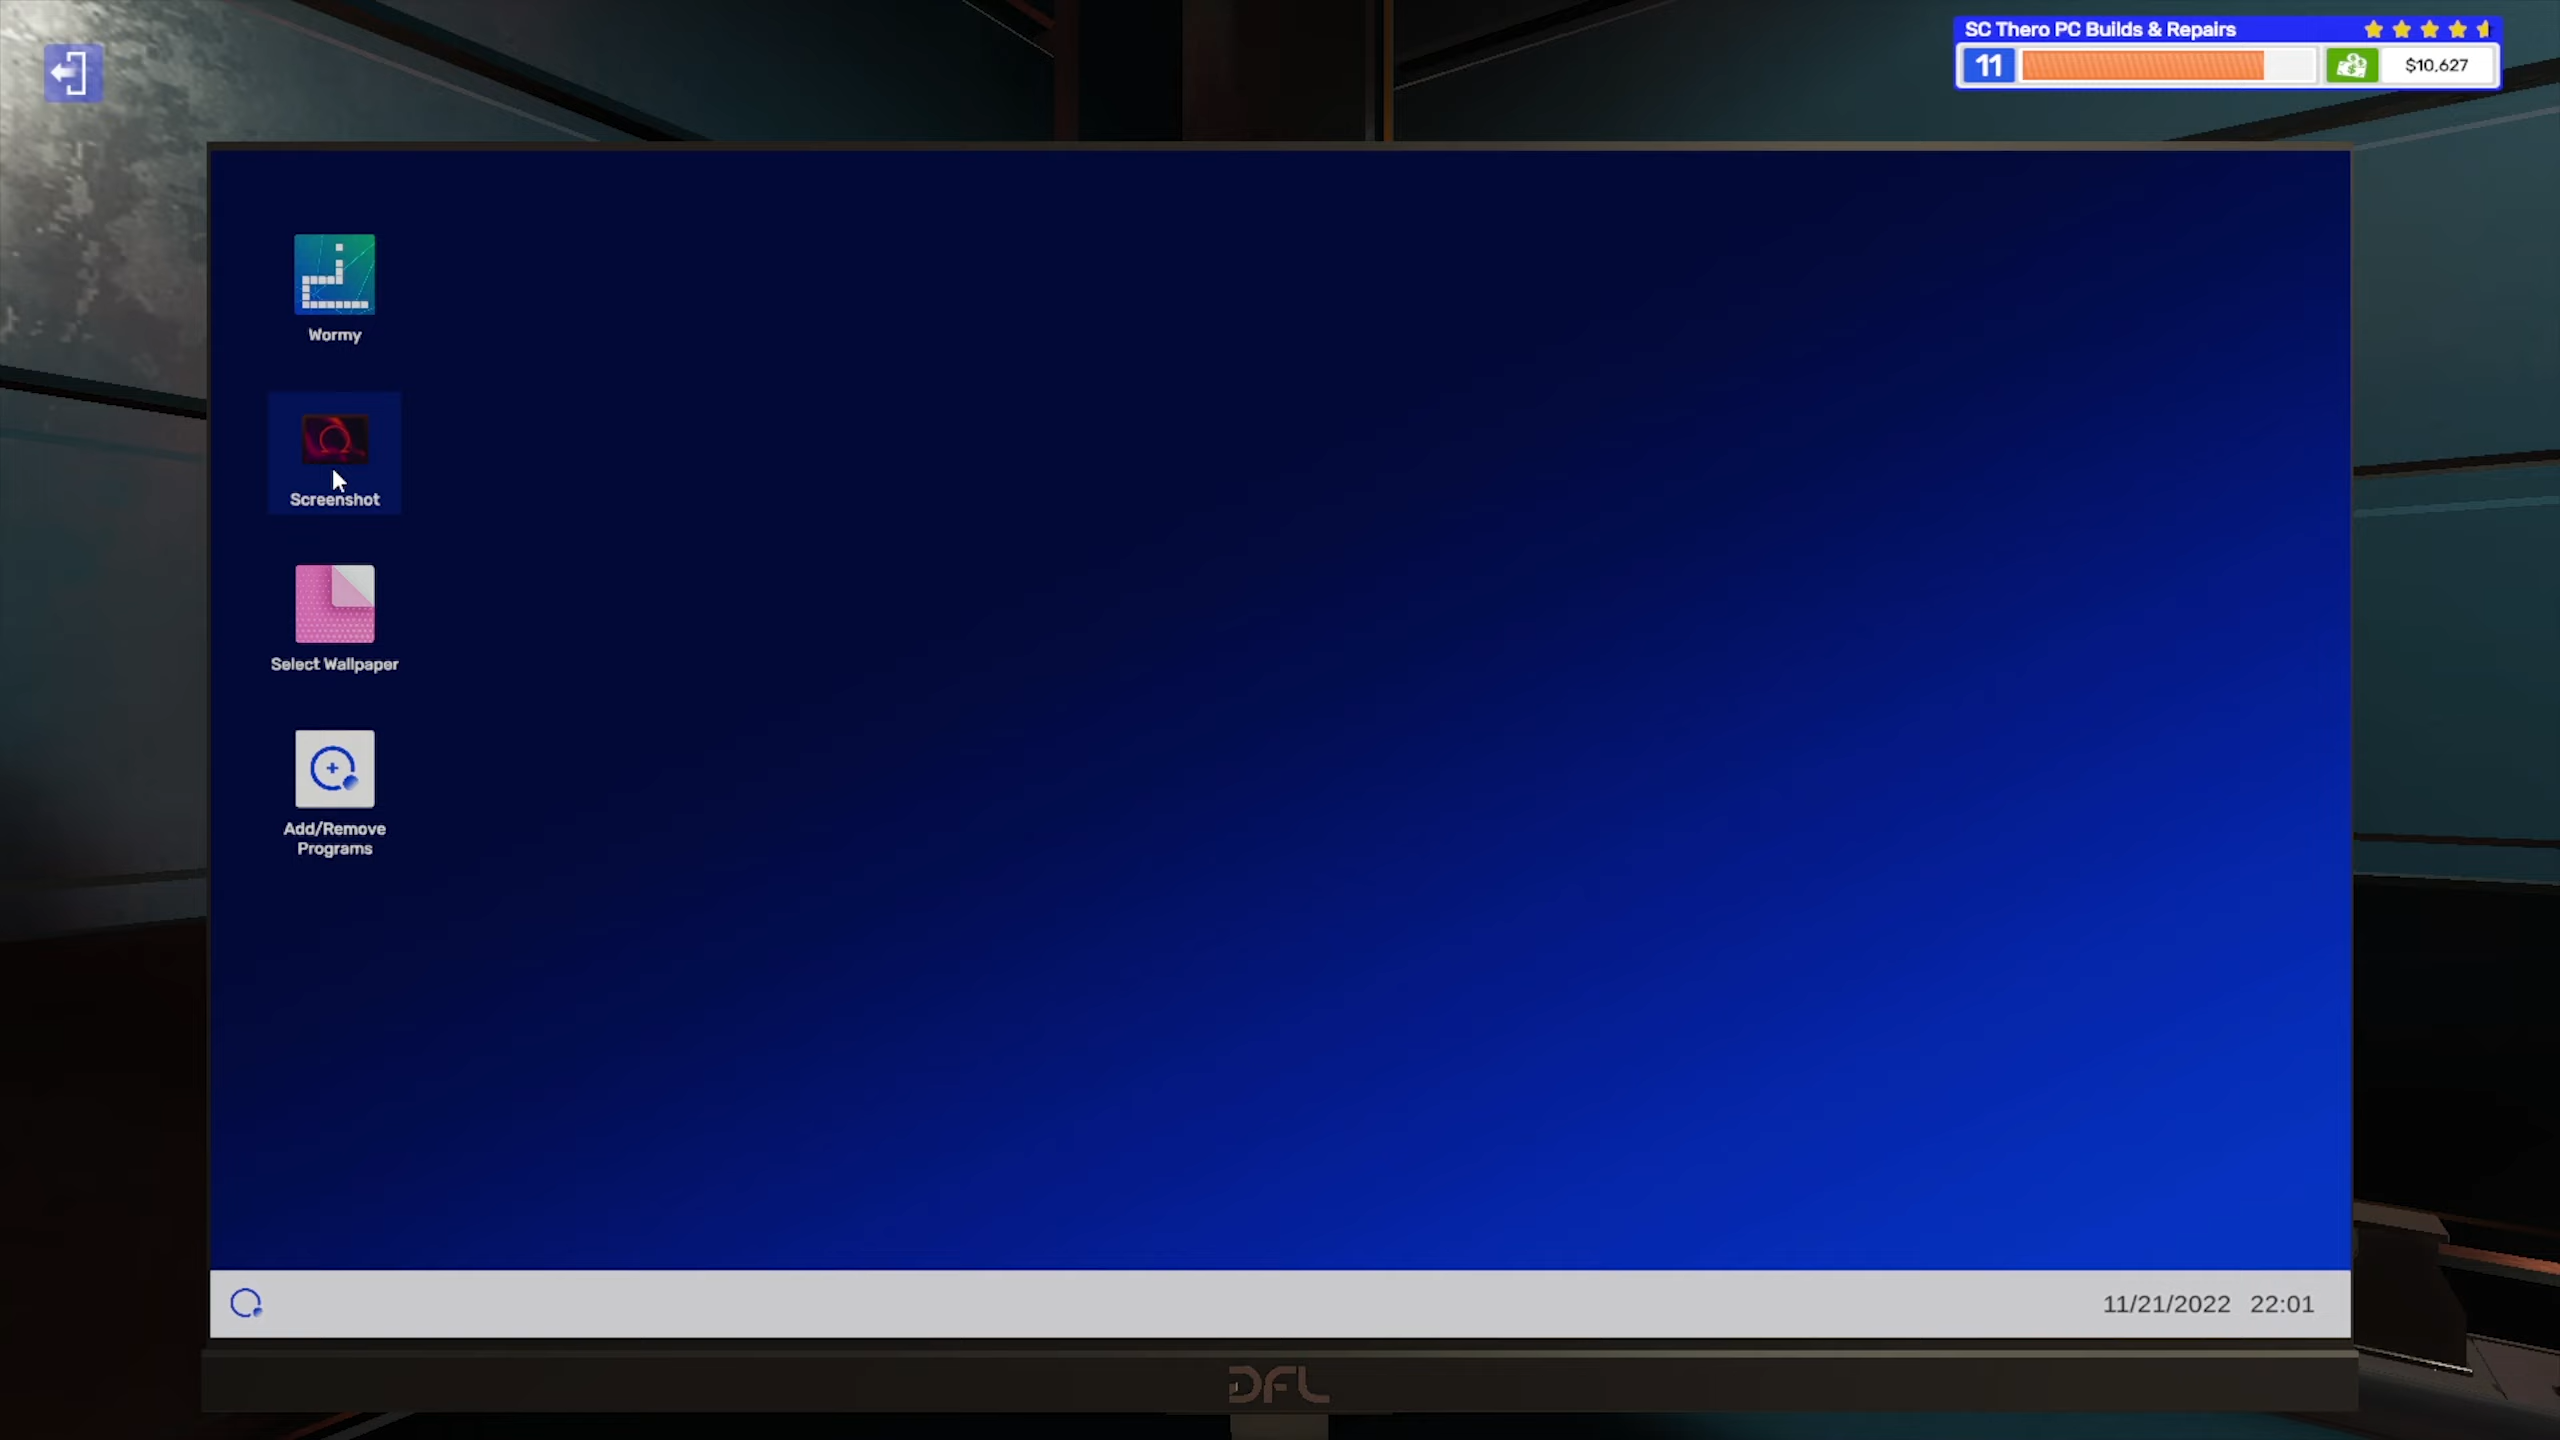 SC Thero PC Builds & Repairs
11
$10,627
Wormy
Screenshot
Select Wallpaper
Add/Remove
Programs
11/21/2022 22:01
DFL